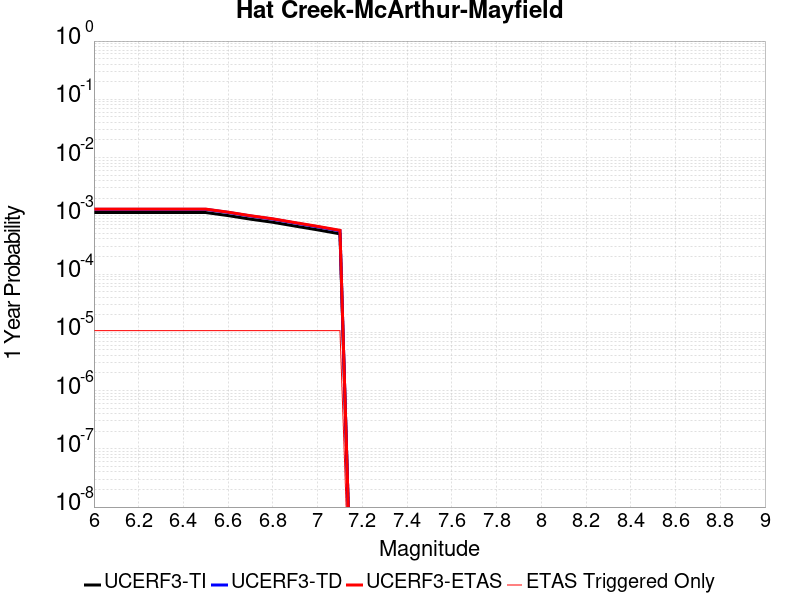 Hat Creek-McArthur-Mayfield
10^0
10^-1
10^-2
10^-3
10^-4
10^-5
10^-6
10^-7
10^-8
1 Year Probability
6 6.2 6.4 6.6 6.8 7 7.2 7.4 7.6 7.8 8 8.2 8.4 8.6 8.8 9
Magnitude
UCERF3-TI UCERF3-TD UCERF3-ETAS ETAS Triggered Only